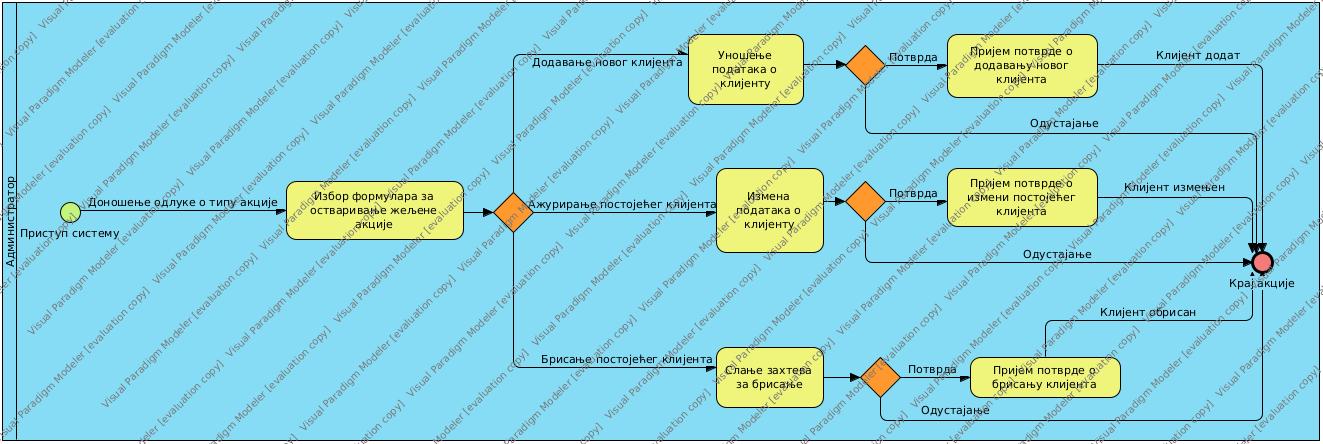 Администратор
Приступ систему
Доношење одлуке о типу акције
Избор формулара за
остваривање жељене
акције
Додавање новог клијента
Уношење
података о
клијенту
Потврда
Пријем потврде о
додавању новог
клијента
Клијент додат
Одустајање
Ажурирање постојећег клијента
Измена
података о
клијенту
Потврда
Пријем потврде о
измени постојећег
клијента
Клијент измењен
Одустајање
Крај акције
Брисање постојећег клијента
Слање захтева
за брисање
Потврда
Пријем потврде о
брисању клијента
Клијент обрисан
Одустајање
Visual Paradigm Modeler [evaluation copy]